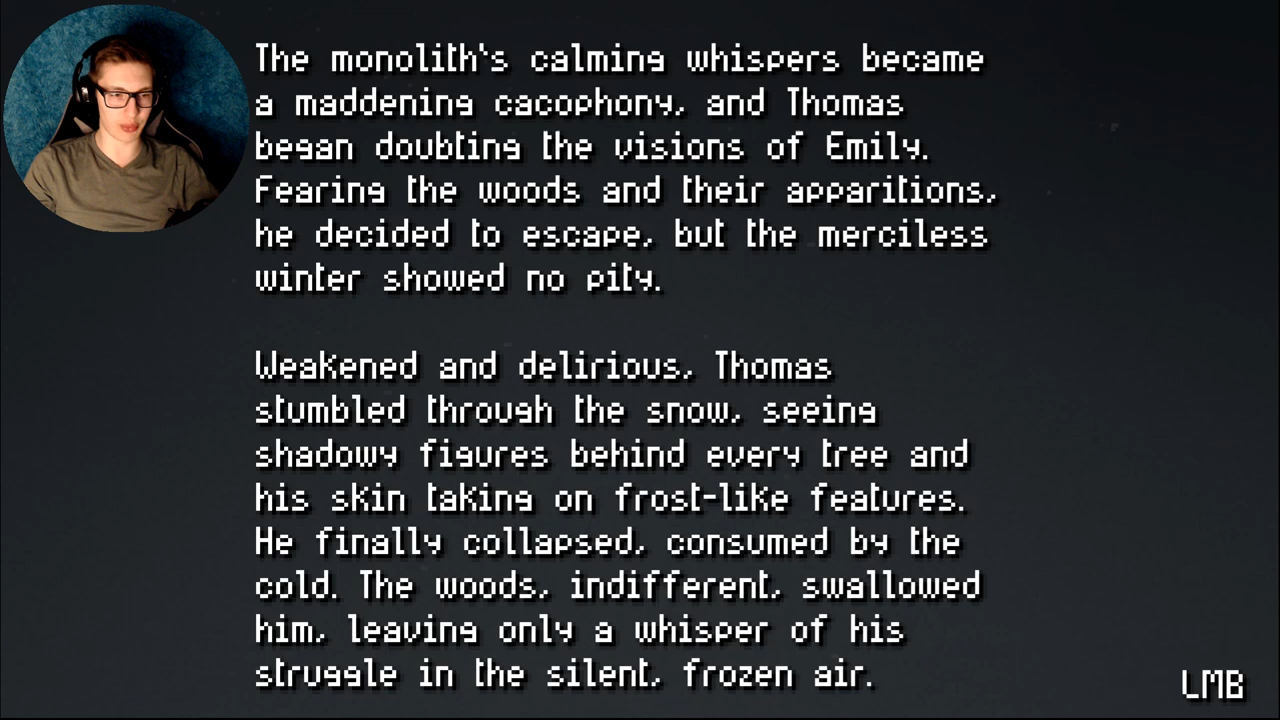 The monolith's calming whispers became
a maddening cacophony, and Thomas
began doubting the visions of Emily.
Fearing the woods and their apparitions,
he decided to escape, but the merciless
winter showed no pity.
Weakened and delirious, Thomas
stumbled through the snow, seeing
shadowy figures behind every tree and
his skin taking on frost-like features.
He finally collapsed, consumed by the
cold. The woods, indifferent, swallowed
him, leaving only a whisper of his
struggle in the silent, frozen air.
LMB